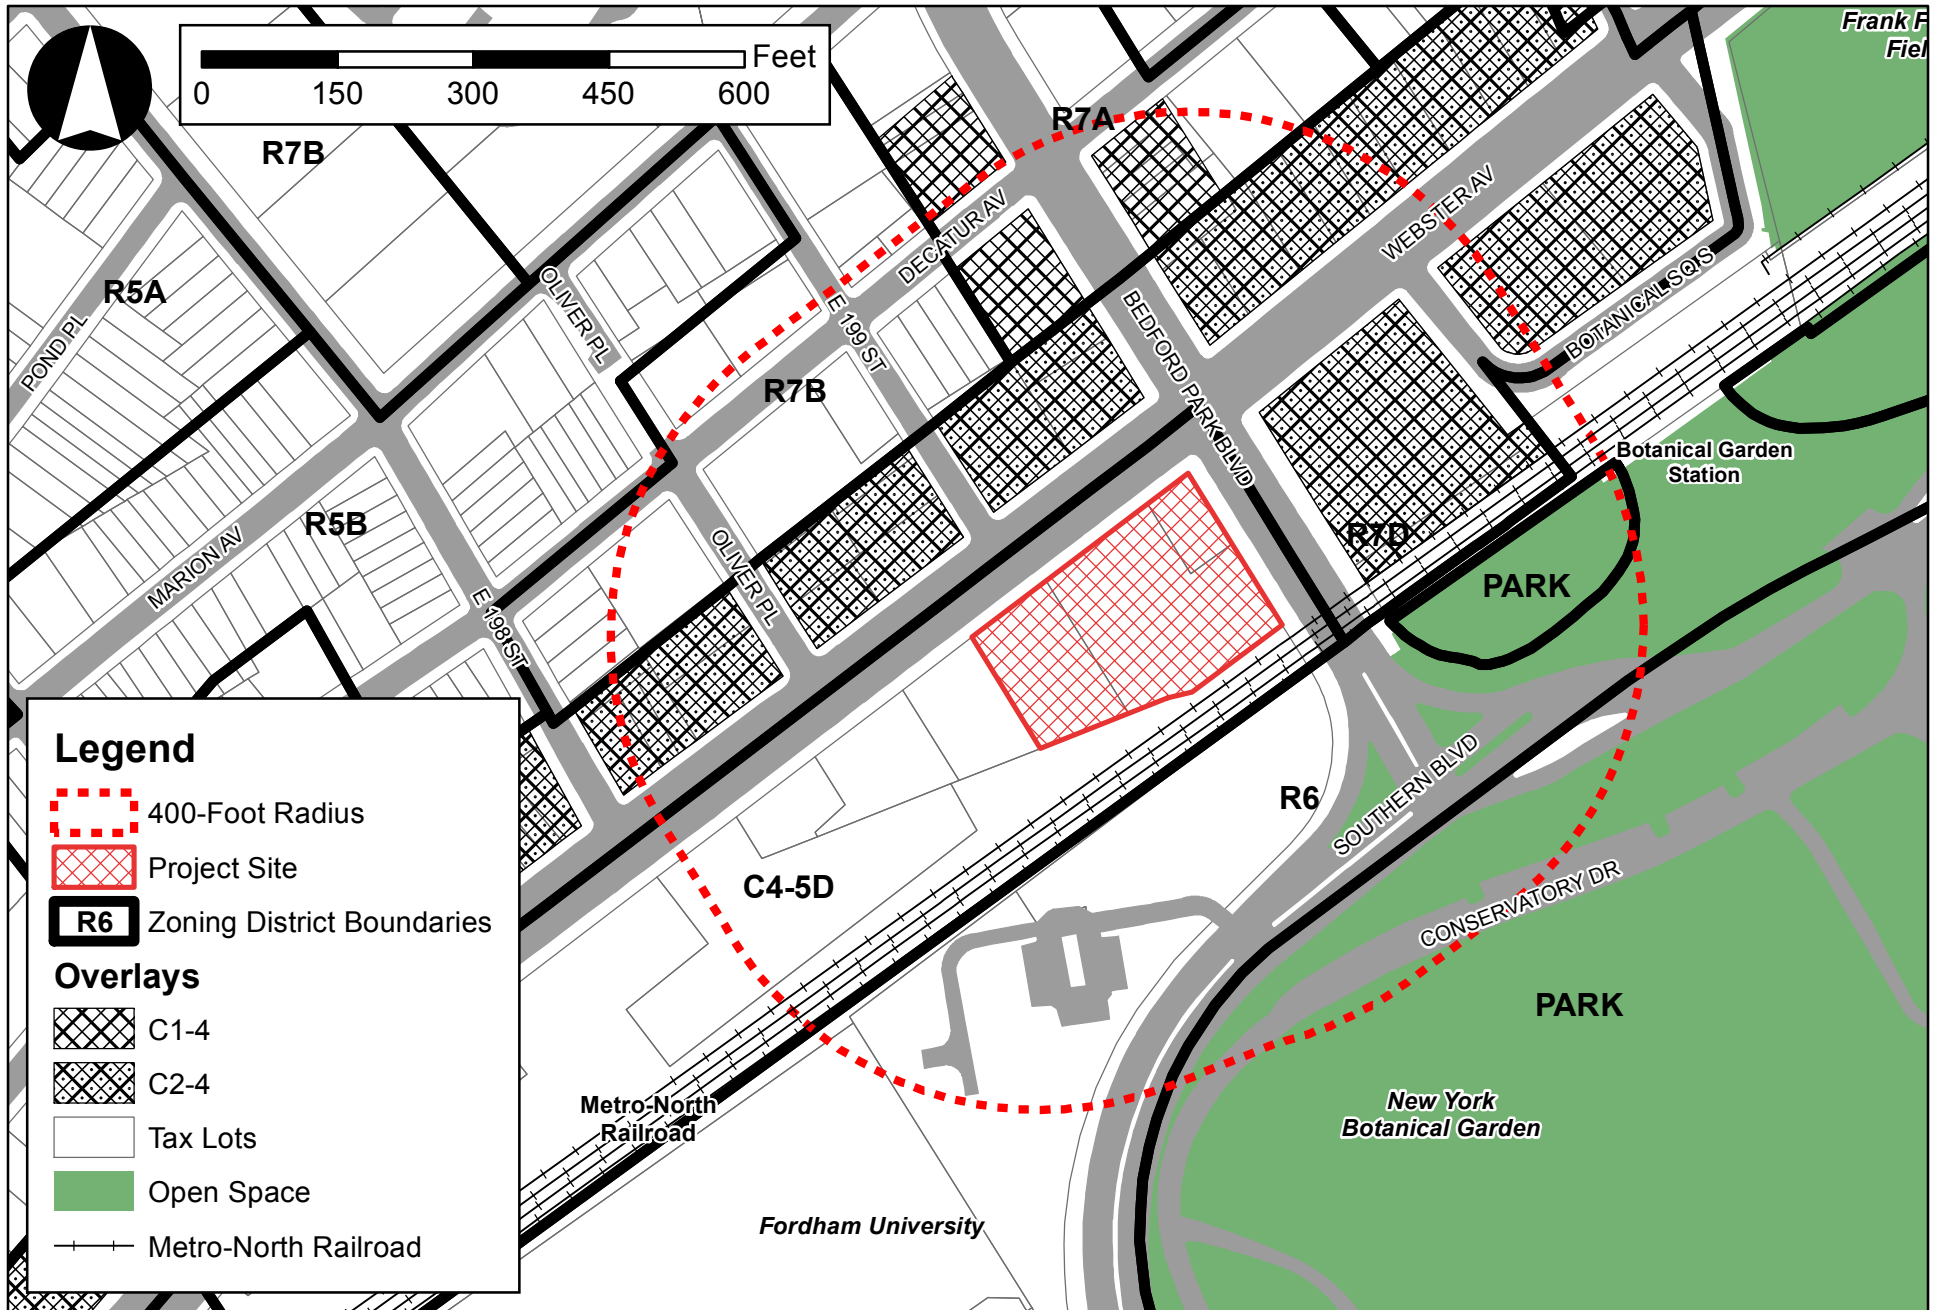 Frank F
Fiel
Feet
0 150 300 450 600
R7A
R7B
WEBSTER AV
DECATUR AV
R5A
OLIVER PL
E 199 ST
BOTANICAL SQ S
POND PL
BEDFORD PARK BLVD
R7B
Botanical Garden
Station
R5B
R7D
MARION AV
OLIVER PL
PARK
E 198 ST
SOUTHERN BLVD
R6
C4-5D
CONSERVATORY DR
PARK
New York
Botanical Garden
Metro-North
Railroad
Fordham University
Legend
400-Foot Radius
Project Site
R6 Zoning District Boundaries
Overlays
C1-4
C2-4
Tax Lots
Open Space
Metro-North Railroad